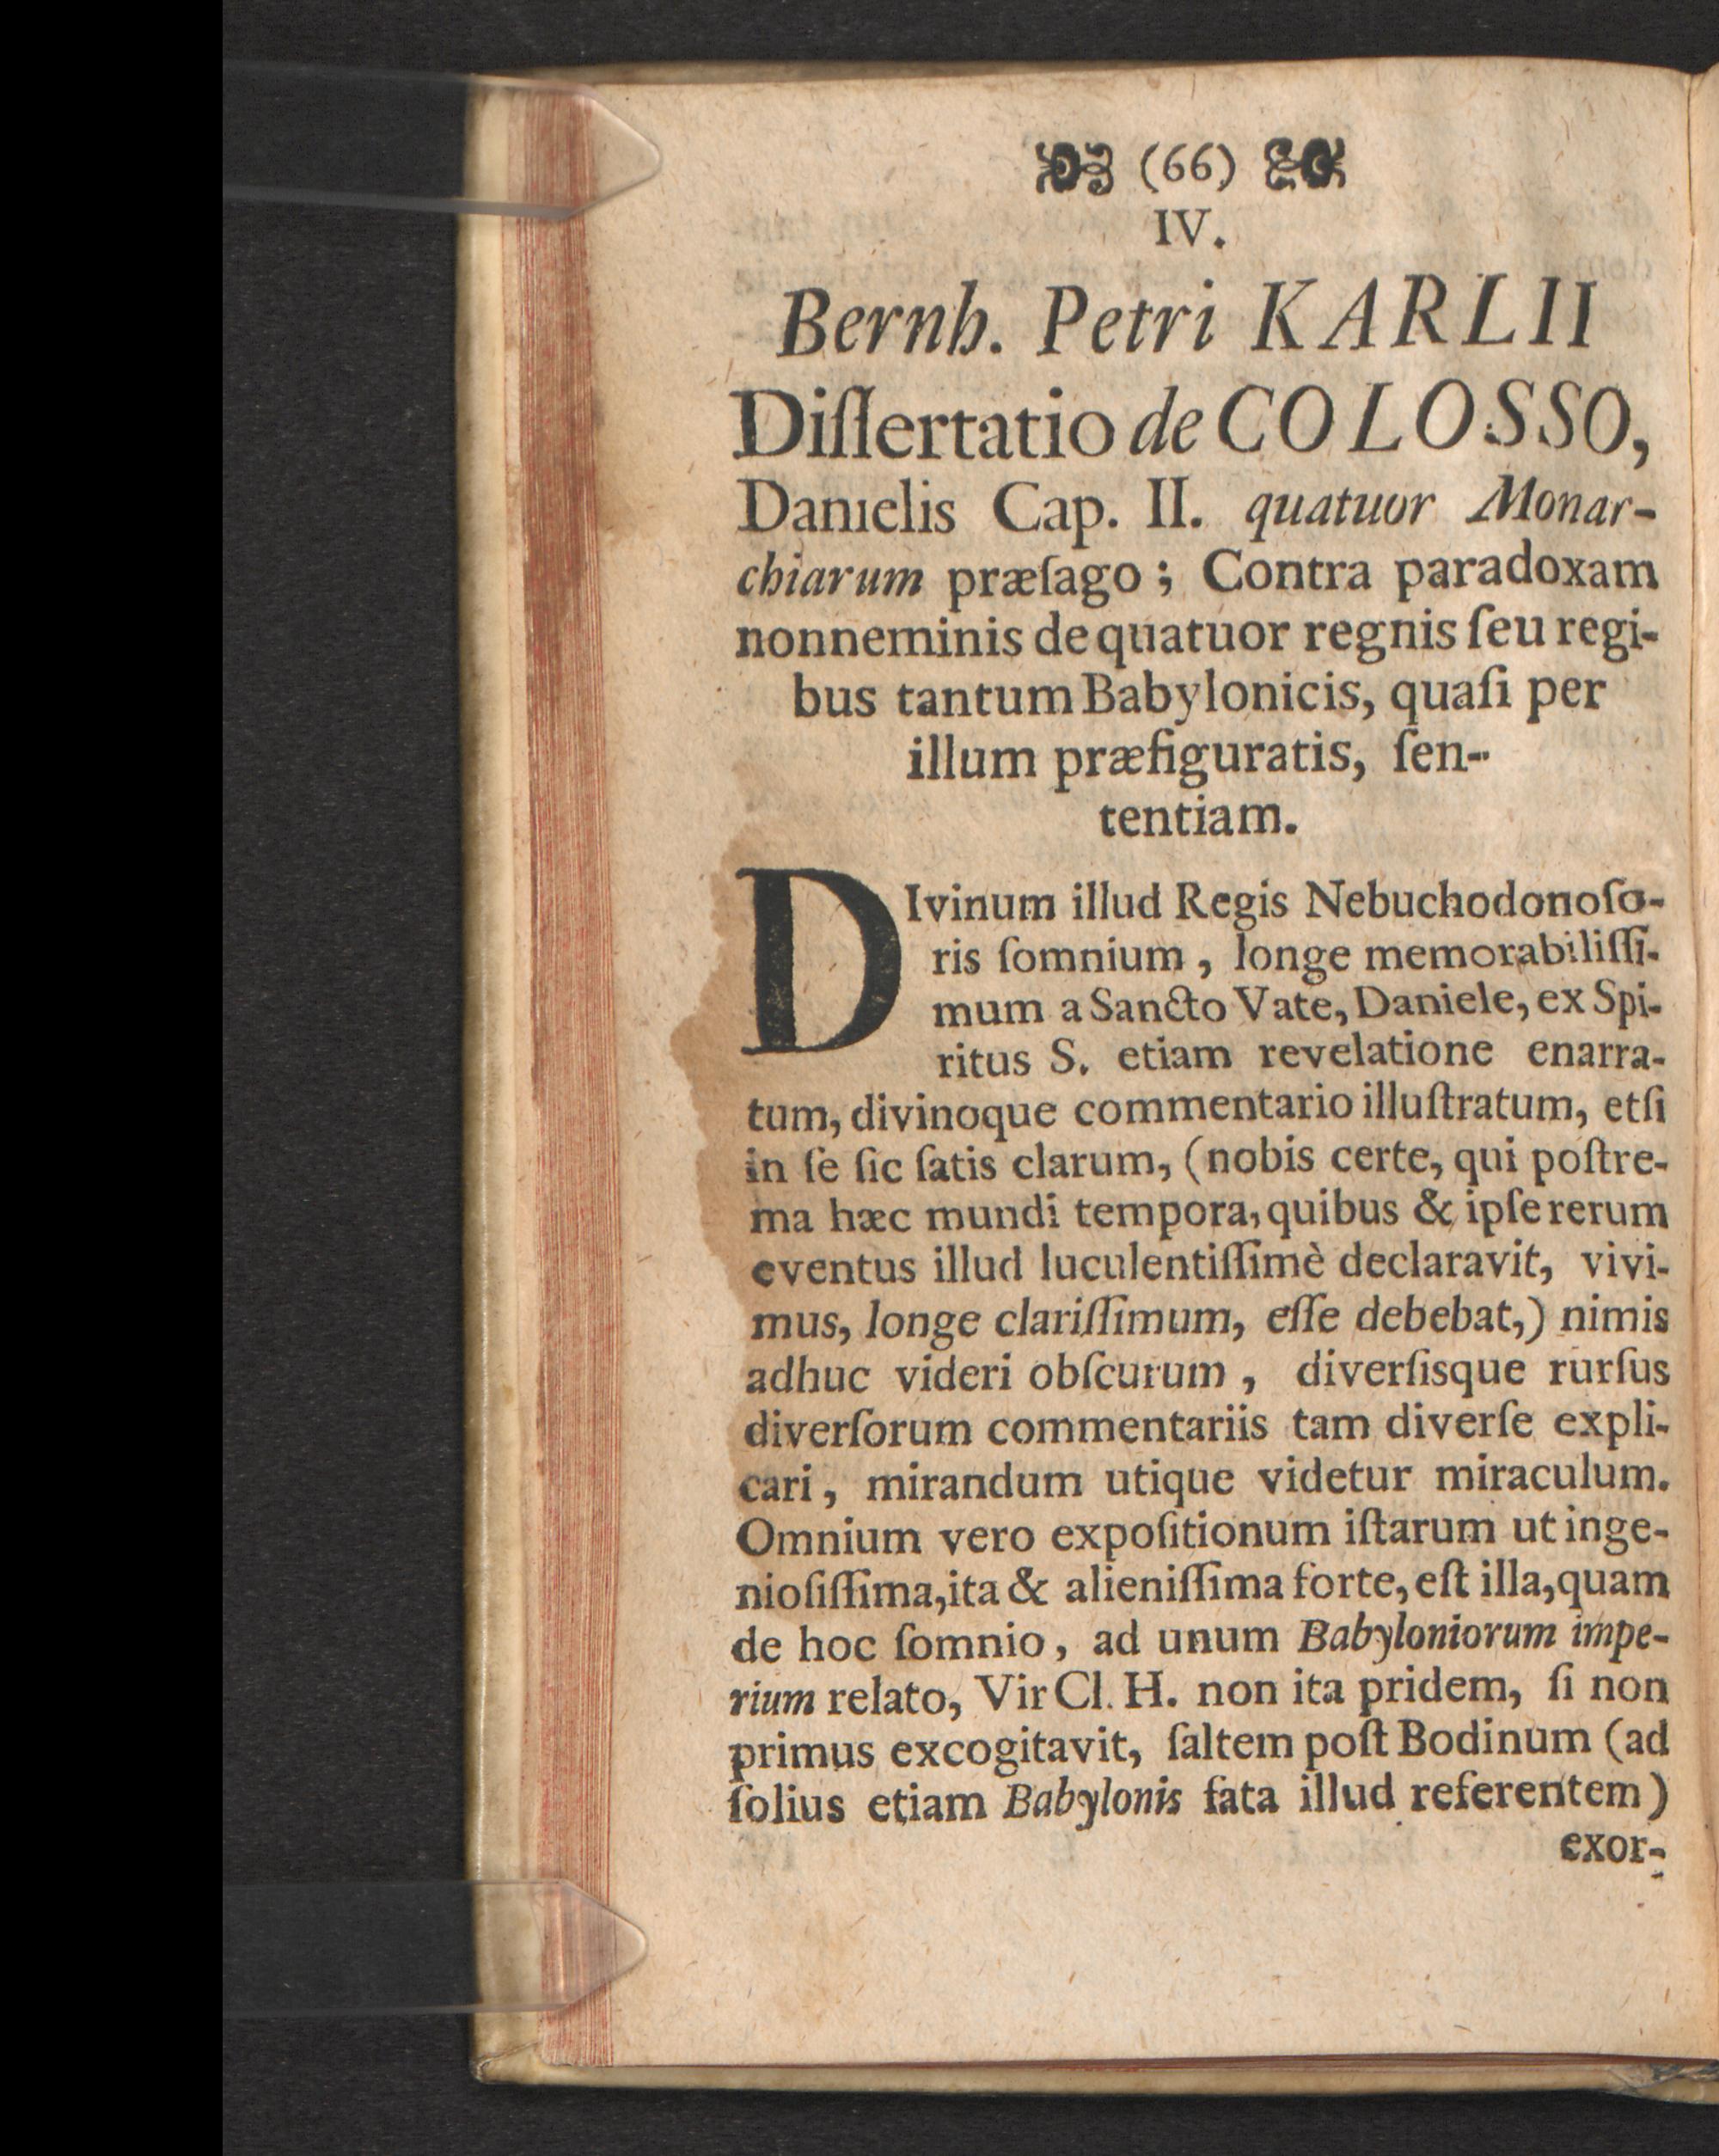 (66)
IV.
Bernh. Petri KARLII
Diſſertatio de COLOSSO,
Danielis Cap. II. quatuor Monar-
chiarum præſago; Contra paradoxam
nonneminis de quatuor regnis ſeu regi-
bus tantum Babylonicis, quaſi per
illum præfiguratis, ſen-
tentiam.
DIvinum illud Regis Nebuchodonoſo-
ris ſomnium, longe memorabiliſſi-
mum a Sancto Vate, Daniele, ex Spi-
ritus S. etiam revelatione enarra-
tum, divinoque commentario illuſtratum, etſi
in ſe ſic ſatis clarum, (nobis certe, qui poſtre-
ma hæc mundi tempora, quibus & ipſe rerum
eventus illud luculentiſſimè declaravit, vivi-
mus, longe clariſſimum, eſſe debebat,) nimis
adhuc videri obſcurum, diverſisque rurſus
diverſorum commentariis tam diverſe expli-
cari, mirandum utique videtur miraculum.
Omnium vero expoſitionum iſtarum ut inge-
nioſiſſima, ita & alieniſſima forte, eſt illa, quam
de hoc ſomnio, ad unum Babyloniorum impe-
rium relato, Vir Cl. H. non ita pridem, ſi non
primus excogitavit, ſaltem poſt Bodinum (ad
ſolius etiam Babylonis fata illud referentem)
exor-